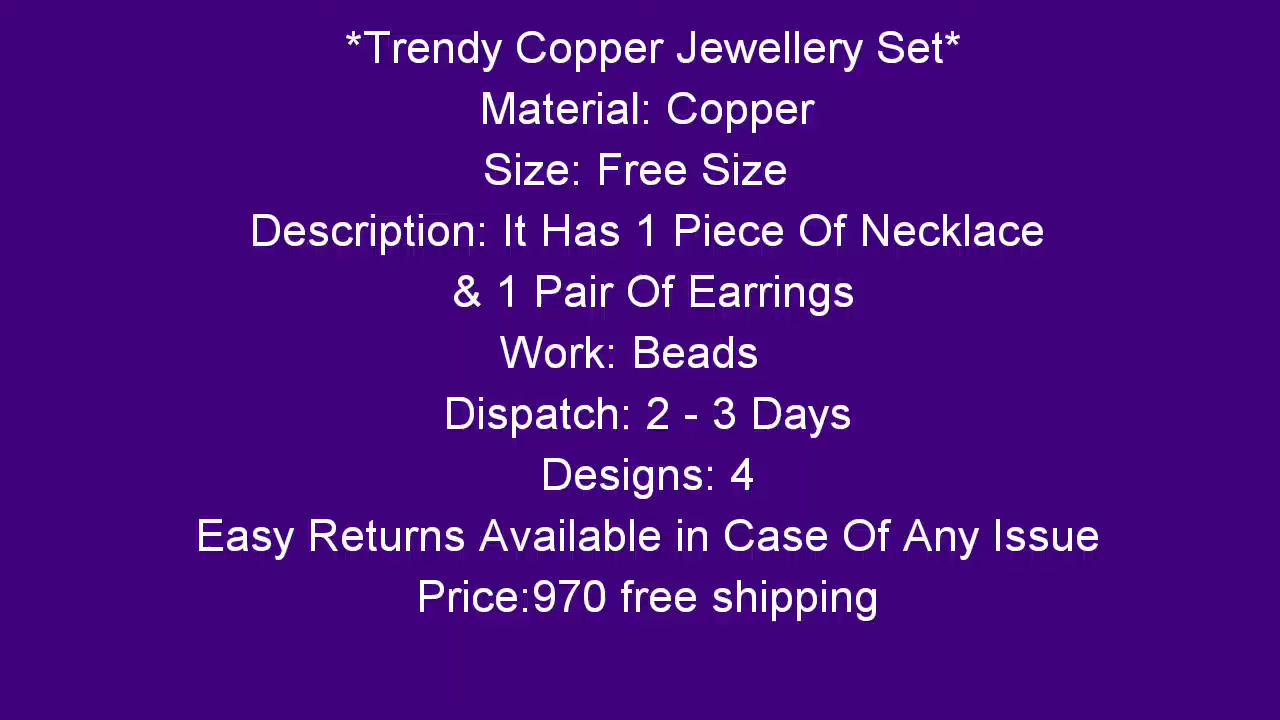 *Trendy Copper Jewellery Set*
Material: Copper
Size: Free Size
Description: It Has 1 Piece Of Necklace
& 1 Pair Of Earrings
Work: Beads
Dispatch: 2 - 3 Days
Designs: 4
Easy Returns Available in Case Of Any Issue
Price:970 free shipping